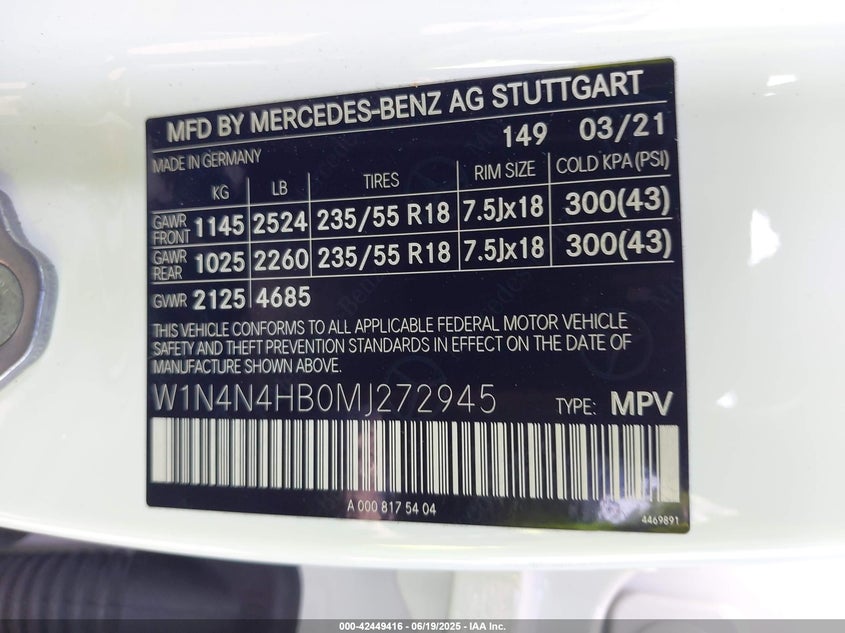 MFD BY MERCEDES-BENZ AG STUTTGART
149 03/21
MADE IN GERMANY
KG LB TIRES RIM SIZE COLD KPA (PSI)
GAWR FRONT 1145 2524 235/55 R18 7.5Jx18 300(43)
GAWR REAR 1025 2260 235/55 R18 7.5Jx18 300(43)
GVWR 2125 4685
THIS VEHICLE CONFORMS TO ALL APPLICABLE FEDERAL MOTOR VEHICLE
SAFETY AND THEFT PREVENTION STANDARDS IN EFFECT ON THE DATE OF
MANUFACTURE SHOWN ABOVE.
W1N4N4HB0MJ272945 TYPE: MPV
A 000 817 54 04
4469891
000-42449416 - 06/19/2025 - IAA Inc.